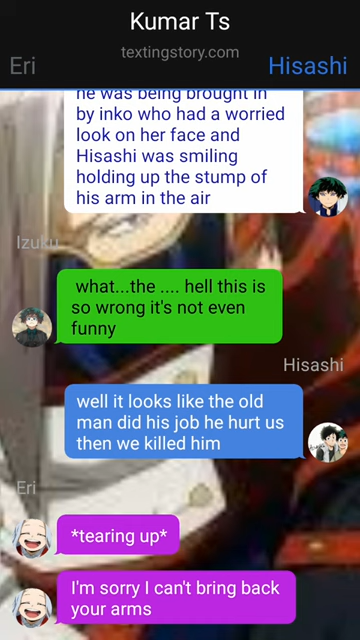 Kumar Ts
textingstory.com
Eri
Hisashi
he was being brought in
by inko who had a worried
look on her face and
Hisashi was smiling
holding up the stump of
his arm in the air
Izuku
what...the .... hell this is
so wrong it's not even
funny
Hisashi
well it looks like the old
man did his job he hurt us
then we killed him
Eri
*tearing up*
I'm sorry I can't bring back
your arms